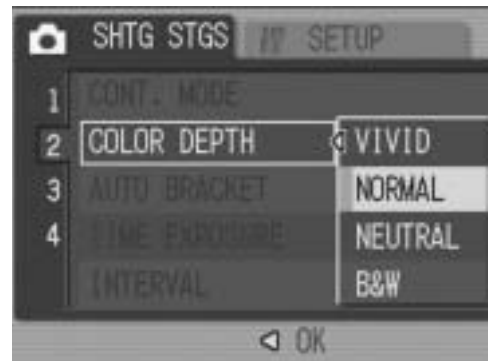 SHTG STGS SETUP
1 CONT. MODE
2 COLOR DEPTH VIVID
3 AUTO BRACKET NORMAL
4 TIME EXPOSURE NEUTRAL
INTERVAL B&W
OK